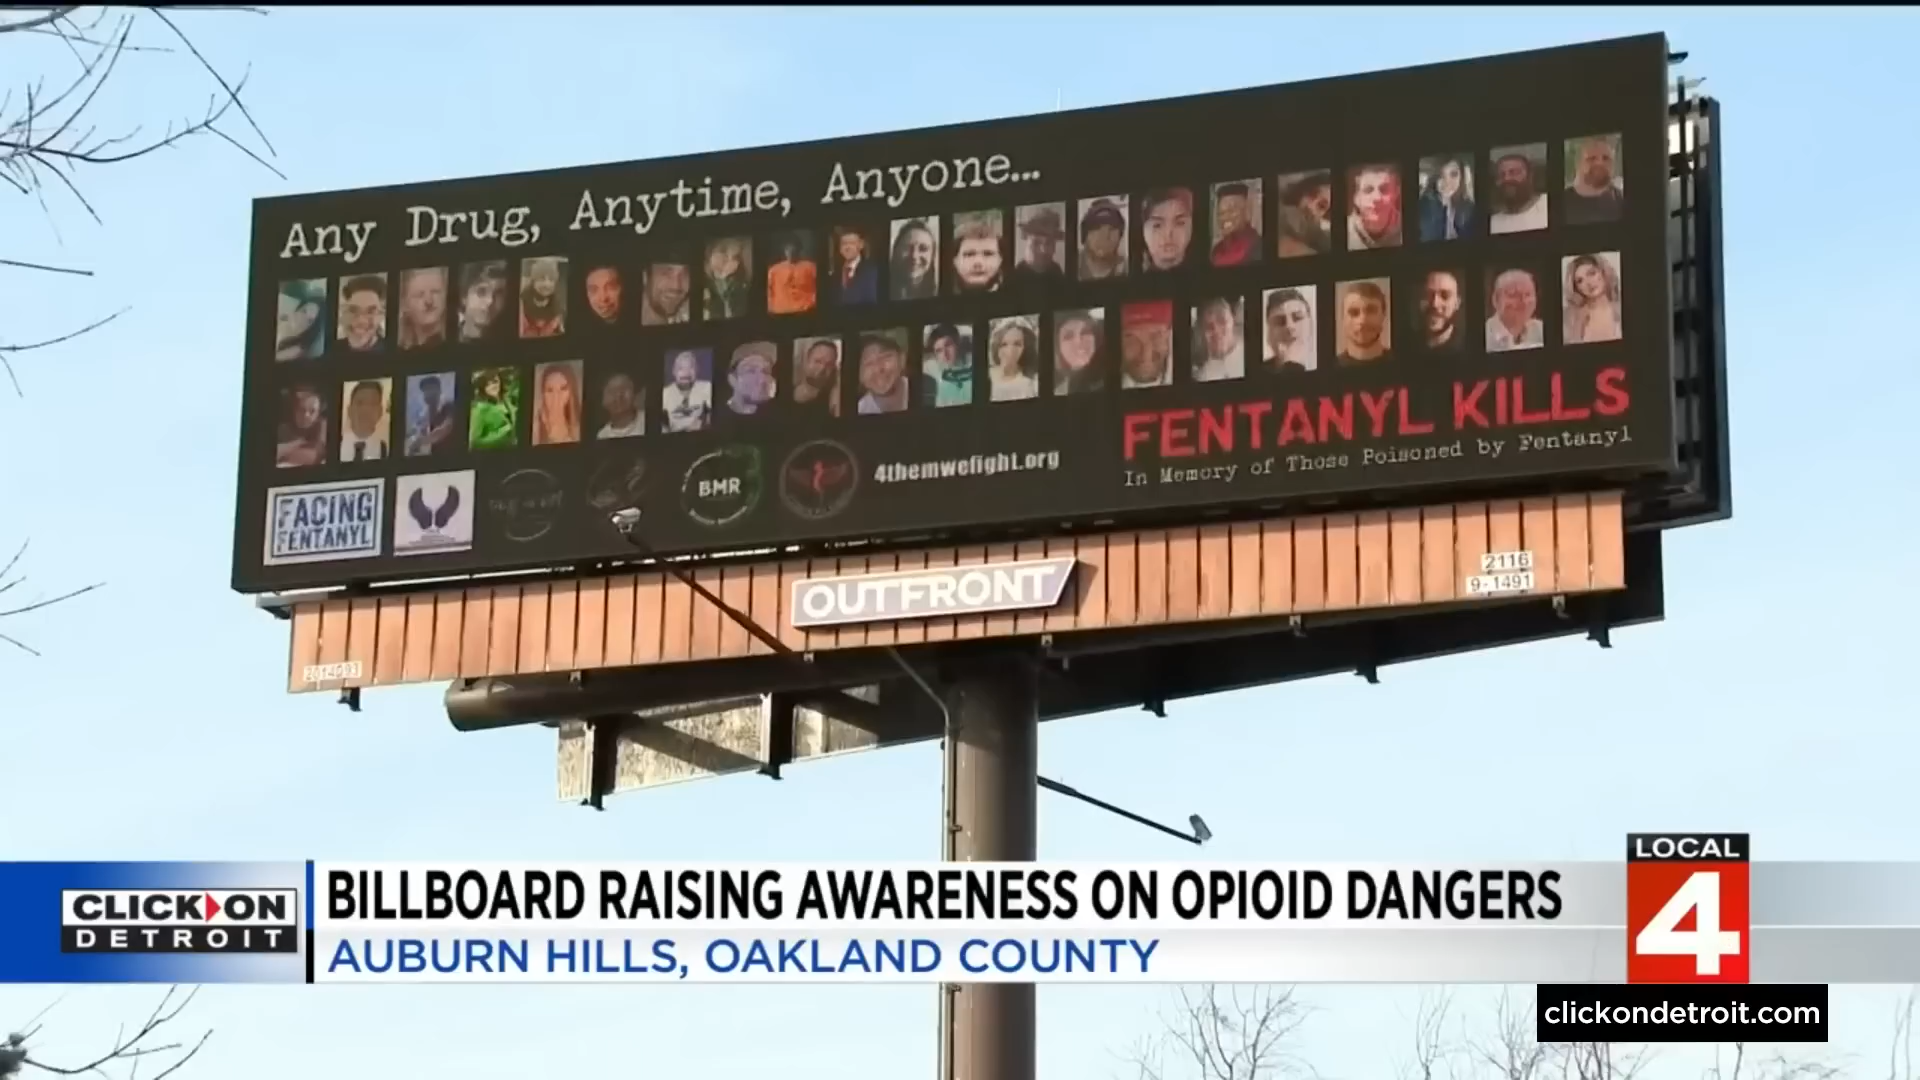 Any Drug, Anytime, Anyone...
FENTANYL KILLS
In Memory of Those Poisoned by Fentanyl
FACING
FENTANYL
BMR
4themwefight.org
OUTFRONT
2116
9-1491
2014093
CLICK ON
DETROIT
BILLBOARD RAISING AWARENESS ON OPIOID DANGERS
AUBURN HILLS, OAKLAND COUNTY
LOCAL
4
clickondetroit.com